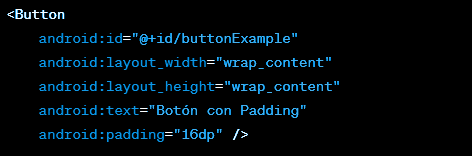 <Button
android:id="@+id/buttonExample"
android:layout_width="wrap_content"
android:layout_height="wrap_content"
android:text="Botón con Padding"
android:padding="16dp" />